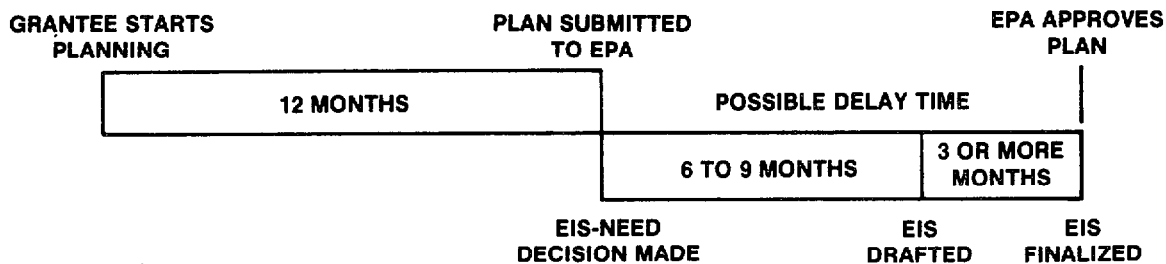 GRANTEE STARTS
PLANNING
PLAN SUBMITTED
TO EPA
EPA APPROVES
PLAN
12 MONTHS
POSSIBLE DELAY TIME
6 TO 9 MONTHS
3 OR MORE
MONTHS
EIS-NEED
DECISION MADE
EIS
DRAFTED
EIS
FINALIZED